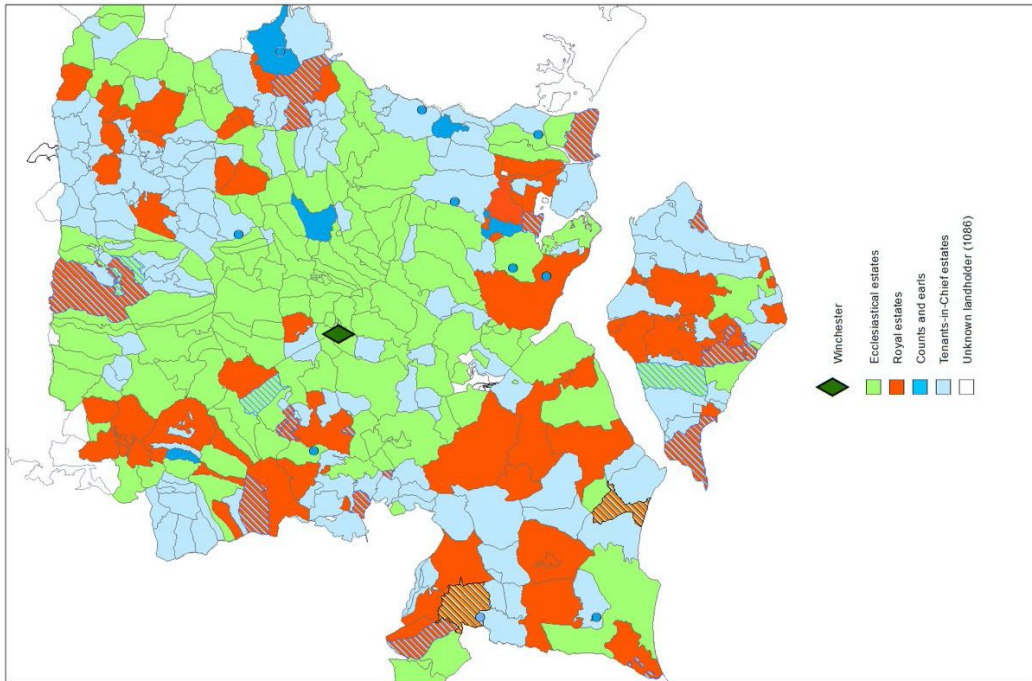 Winchester
Ecclesiastical estates
Royal estates
Counts and earls
Tenants-in-Chief estates
Unknown landholder (1086)